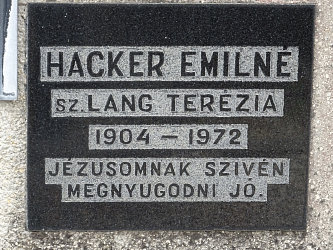 HACKER EMILNÉ
SZ LANG TERÉZIA
1904 – 1972
JÉZUSOMNAK SZIVÉN
MEGNYUGODNI JÓ.